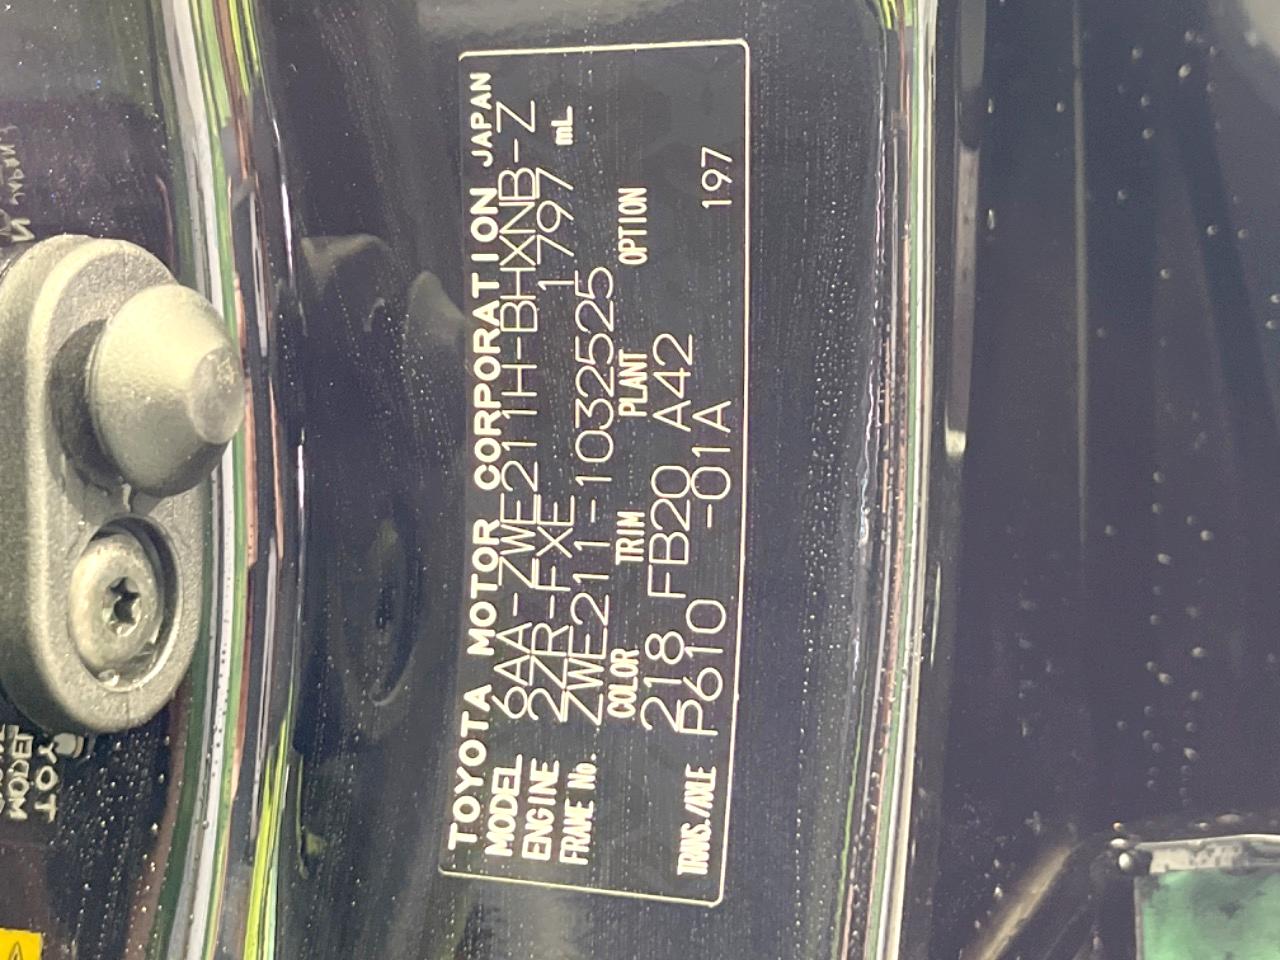 TOYOTA MOTOR CORPORATION JAPAN
MODEL 6AA-ZWE211H-BHXNB-Z
ENGINE 2ZR-FXE 1797 mL
FRAME No. ZWE211-1032525
COLOR TRIM PLANT OPTION
218 FB20 A42
TRANS./AXLE P610 -01A 197